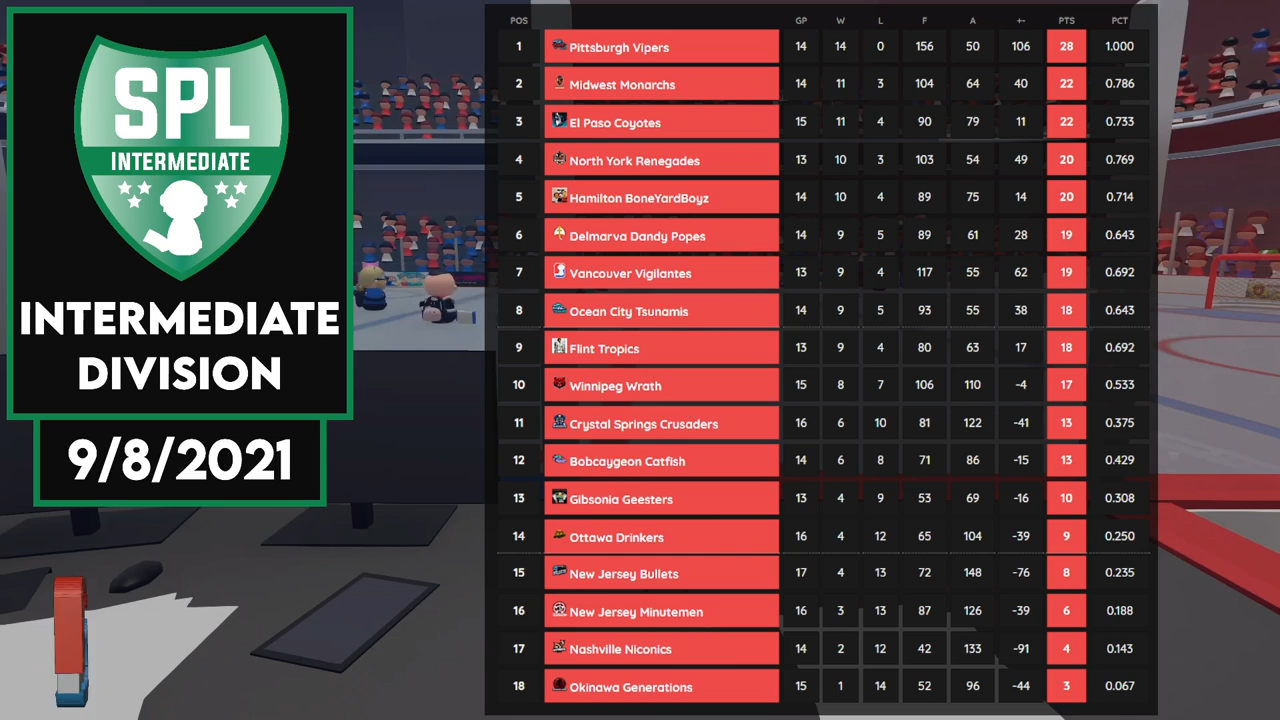 SPL
INTERMEDIATE
INTERMEDIATE
DIVISION
9/8/2021
POS GP W L F A +- PTS PCT
1 Pittsburgh Vipers 14 14 0 156 50 106 28 1.000
2 Midwest Monarchs 14 11 3 104 64 40 22 0.786
3 El Paso Coyotes 15 11 4 90 79 11 22 0.733
4 North York Renegades 13 10 3 103 54 49 20 0.769
5 Hamilton BoneYardBoyz 14 10 4 89 75 14 20 0.714
6 Delmarva Dandy Popes 14 9 5 89 61 28 19 0.643
7 Vancouver Vigilantes 13 9 4 117 55 62 19 0.692
8 Ocean City Tsunamis 14 9 5 93 55 38 18 0.643
9 Flint Tropics 13 9 4 80 63 17 18 0.692
10 Winnipeg Wrath 15 8 7 106 110 -4 17 0.533
11 Crystal Springs Crusaders 16 6 10 81 122 -41 13 0.375
12 Bobcaygeon Catfish 14 6 8 71 86 -15 13 0.429
13 Gibsonia Geesters 13 4 9 53 69 -16 10 0.308
14 Ottawa Drinkers 16 4 12 65 104 -39 9 0.250
15 New Jersey Bullets 17 4 13 72 148 -76 8 0.235
16 New Jersey Minutemen 16 3 13 87 126 -39 6 0.188
17 Nashville Niconics 14 2 12 42 133 -91 4 0.143
18 Okinawa Generations 15 1 14 52 96 -44 3 0.067